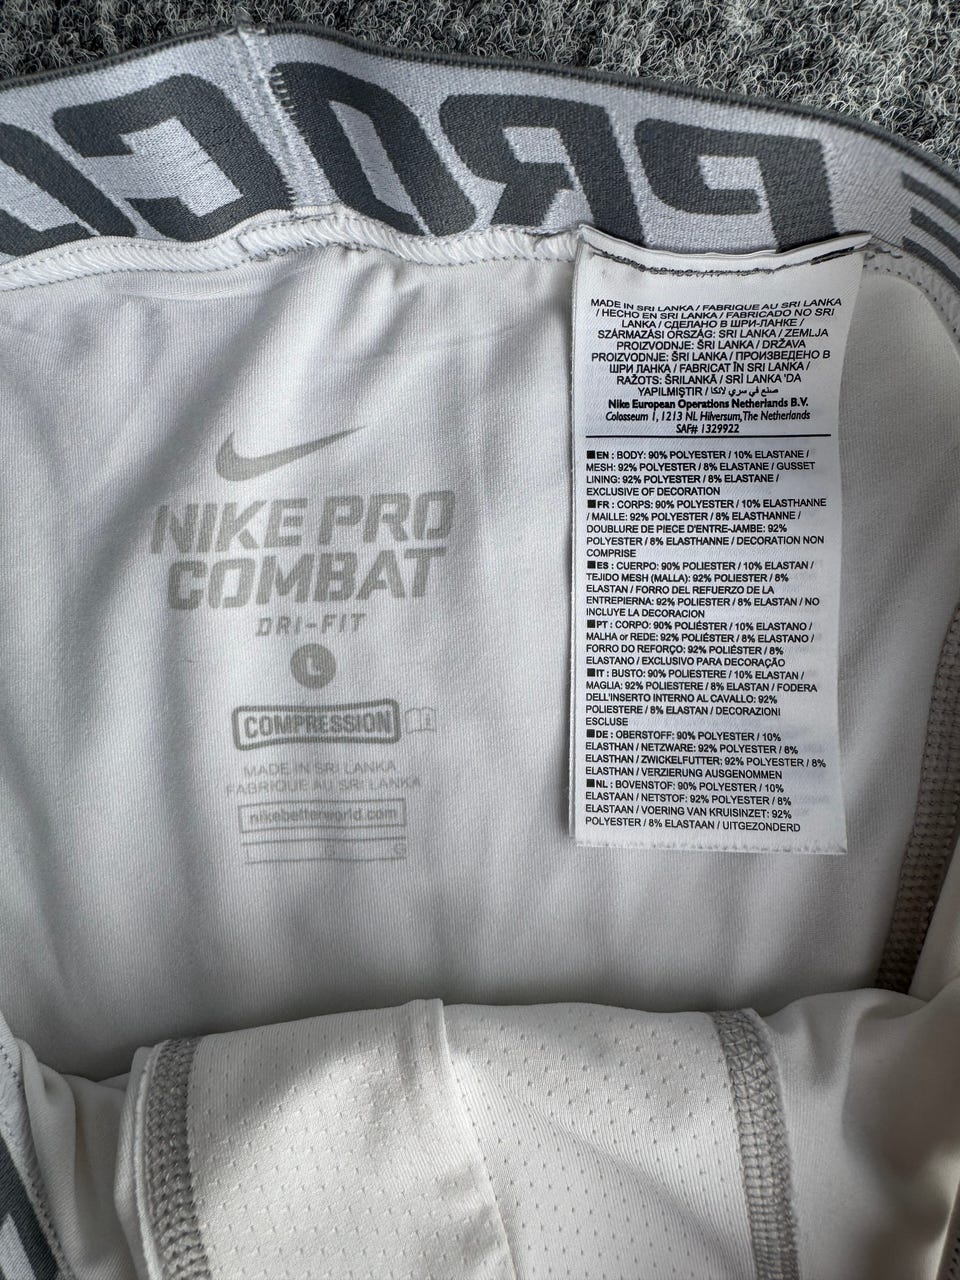 PRO CO
NIKE PRO
COMBAT
DRI-FIT
L
COMPRESSION
MADE IN SRI LANKA
FABRIQUE AU SRI LANKA
nikebetterworld.com
G G
MADE IN SRI LANKA / FABRIQUE AU SRI LANKA
/ HECHO EN SRI LANKA / FABRICADO NO SRI
LANKA / СДЕЛАНО В ШРИ-ЛАНКЕ /
SZÁRMAZÁSI ORSZÁG: SRI LANKA / ZEMLJA
PROIZVODNJE: ŠRI LANKA / DRŽAVA
PROIZVODNJE: ŠRI LANKA / ПРОИЗВЕДЕНО В
ШРИ ЛАНКА / FABRICAT ÎN SRI LANKA /
RAŽOTS: ŠRILANKĀ / SRİ LANKA 'DA
YAPILMIŞTIR / صنع في سري لانكا
Nike European Operations Netherlands B.V.
Colosseum 1, 1213 NL Hilversum, The Netherlands
SAF# 1329922
■EN : BODY: 90% POLYESTER / 10% ELASTANE /
MESH: 92% POLYESTER / 8% ELASTANE / GUSSET
LINING: 92% POLYESTER / 8% ELASTANE /
EXCLUSIVE OF DECORATION
■FR : CORPS: 90% POLYESTER / 10% ELASTHANNE
/ MAILLE: 92% POLYESTER / 8% ELASTHANNE /
DOUBLURE DE PIECE D'ENTRE-JAMBE: 92%
POLYESTER / 8% ELASTHANNE / DECORATION NON
COMPRISE
■ES : CUERPO: 90% POLIESTER / 10% ELASTAN /
TEJIDO MESH (MALLA): 92% POLIESTER / 8%
ELASTAN / FORRO DEL REFUERZO DE LA
ENTREPIERNA: 92% POLIESTER / 8% ELASTAN / NO
INCLUYE LA DECORACION
■PT : CORPO: 90% POLIÉSTER / 10% ELASTANO /
MALHA or REDE: 92% POLIÉSTER / 8% ELASTANO /
FORRO DO REFORÇO: 92% POLIÉSTER / 8%
ELASTANO / EXCLUSIVO PARA DECORAÇÃO
■IT : BUSTO: 90% POLIESTERE / 10% ELASTAN /
MAGLIA: 92% POLIESTERE / 8% ELASTAN / FODERA
DELL'INSERTO INTERNO AL CAVALLO: 92%
POLIESTERE / 8% ELASTAN / DECORAZIONI
ESCLUSE
■DE : OBERSTOFF: 90% POLYESTER / 10%
ELASTHAN / NETZWARE: 92% POLYESTER / 8%
ELASTHAN / ZWICKELFUTTER: 92% POLYESTER / 8%
ELASTHAN / VERZIERUNG AUSGENOMMEN
■NL : BOVENSTOF: 90% POLYESTER / 10%
ELASTAAN / NETSTOF: 92% POLYESTER / 8%
ELASTAAN / VOERING VAN KRUISINZET: 92%
POLYESTER / 8% ELASTAAN / UITGEZONDERD